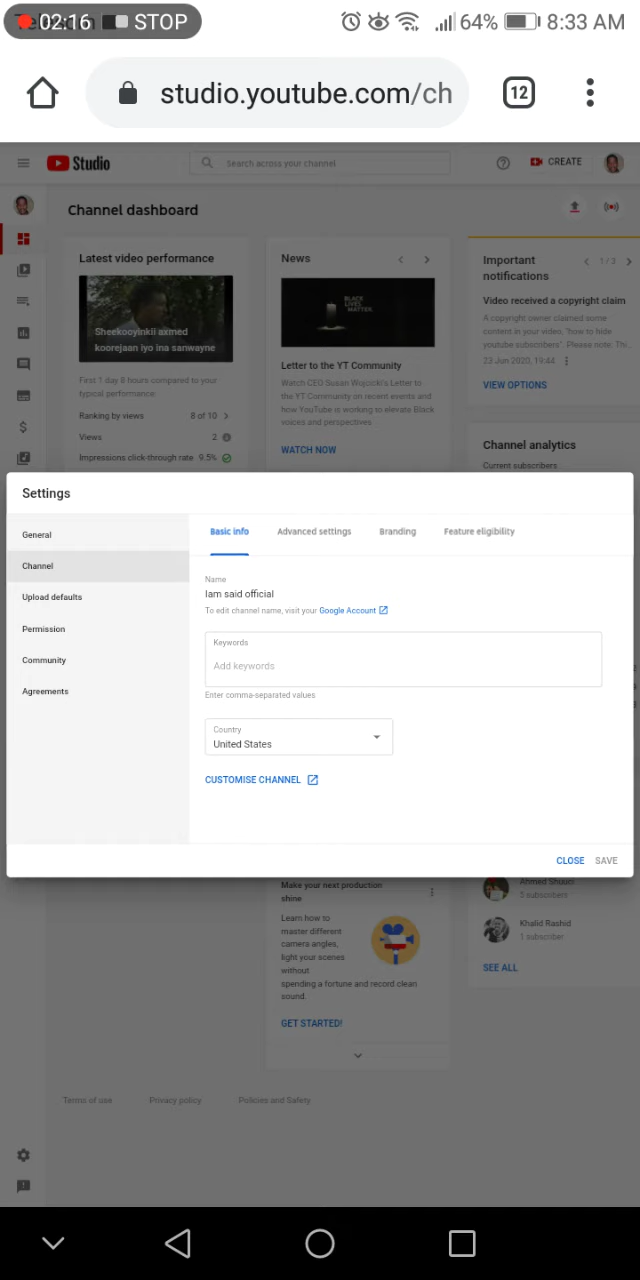 02:16 STOP
64% 8:33 AM
studio.youtube.com/ch
12
Studio
Search across your channel
CREATE
Channel dashboard
Latest video performance
Sheekooyinkii axmed
koorejaan iyo ina sanwayne
First 1 day 8 hours compared to your
typical performance
Ranking by views 8 of 10
Views 2
Impressions click-through rate 9.5%
News
BLACK
LIVES
MATTER.
Letter to the YT Community
Watch CEO Susan Wojcicki's Letter to
the YT Community on recent events and
how YouTube is working to elevate Black
voices and perspectives
WATCH NOW
Important
notifications
1/3
Video received a copyright claim
A copyright owner claimed some
content in your video, "how to hide
youtube subscribers". Please note: Thi...
23 Jun 2020, 19:44
VIEW OPTIONS
Channel analytics
Current subscribers
Settings
General
Channel
Upload defaults
Permission
Community
Agreements
Basic info Advanced settings Branding Feature eligibility
Name
Iam said official
To edit channel name, visit your Google Account
Keywords
Add keywords
Enter comma-separated values
Country
United States
CUSTOMISE CHANNEL
CLOSE SAVE
Make your next production
shine
Learn how to
master different
camera angles,
light your scenes
without
spending a fortune and record clean
sound.
GET STARTED!
subscribers
Khalid Rashid
1 subscriber
SEE ALL
Terms of use Privacy policy Policies and Safety